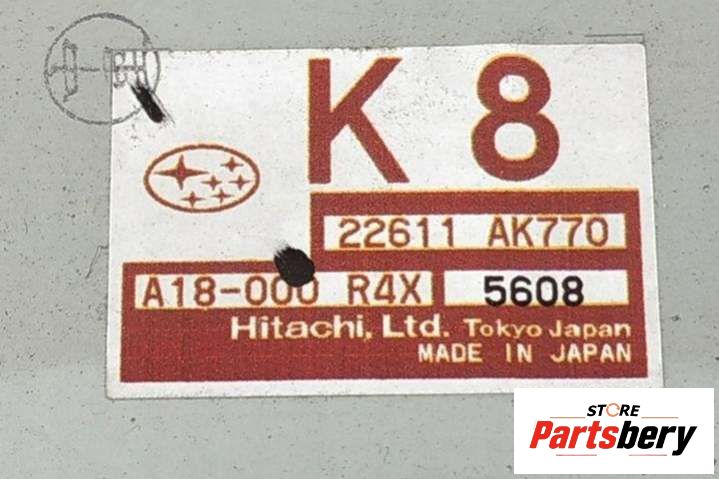 K 8
22611 AK770
A18-000 R4X 5608
Hitachi, Ltd. Tokyo Japan
MADE IN JAPAN
STORE
Partsbery